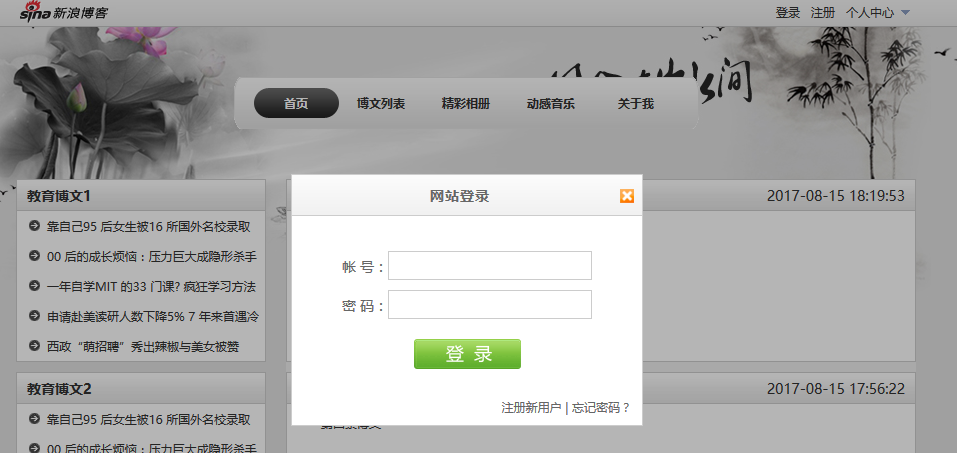 sina 新浪博客
登录 注册 个人中心
首页 博文列表 精彩相册 动感音乐 关于我
教育博文1
靠自己95 后女生被16 所国外名校录取
00 后的成长烦恼：压力巨大成隐形杀手
一年自学MIT 的33 门课? 疯狂学习方法
申请赴美读研人数下降5% 7 年来首遇冷
西政“萌招聘”秀出辣椒与美女被赞
2017-08-15 18:19:53
网站登录
帐 号：
密 码：
登 录
注册新用户 | 忘记密码？
教育博文2
靠自己95 后女生被16 所国外名校录取
00 后的成长烦恼：压力巨大成隐形杀手
2017-08-15 17:56:22